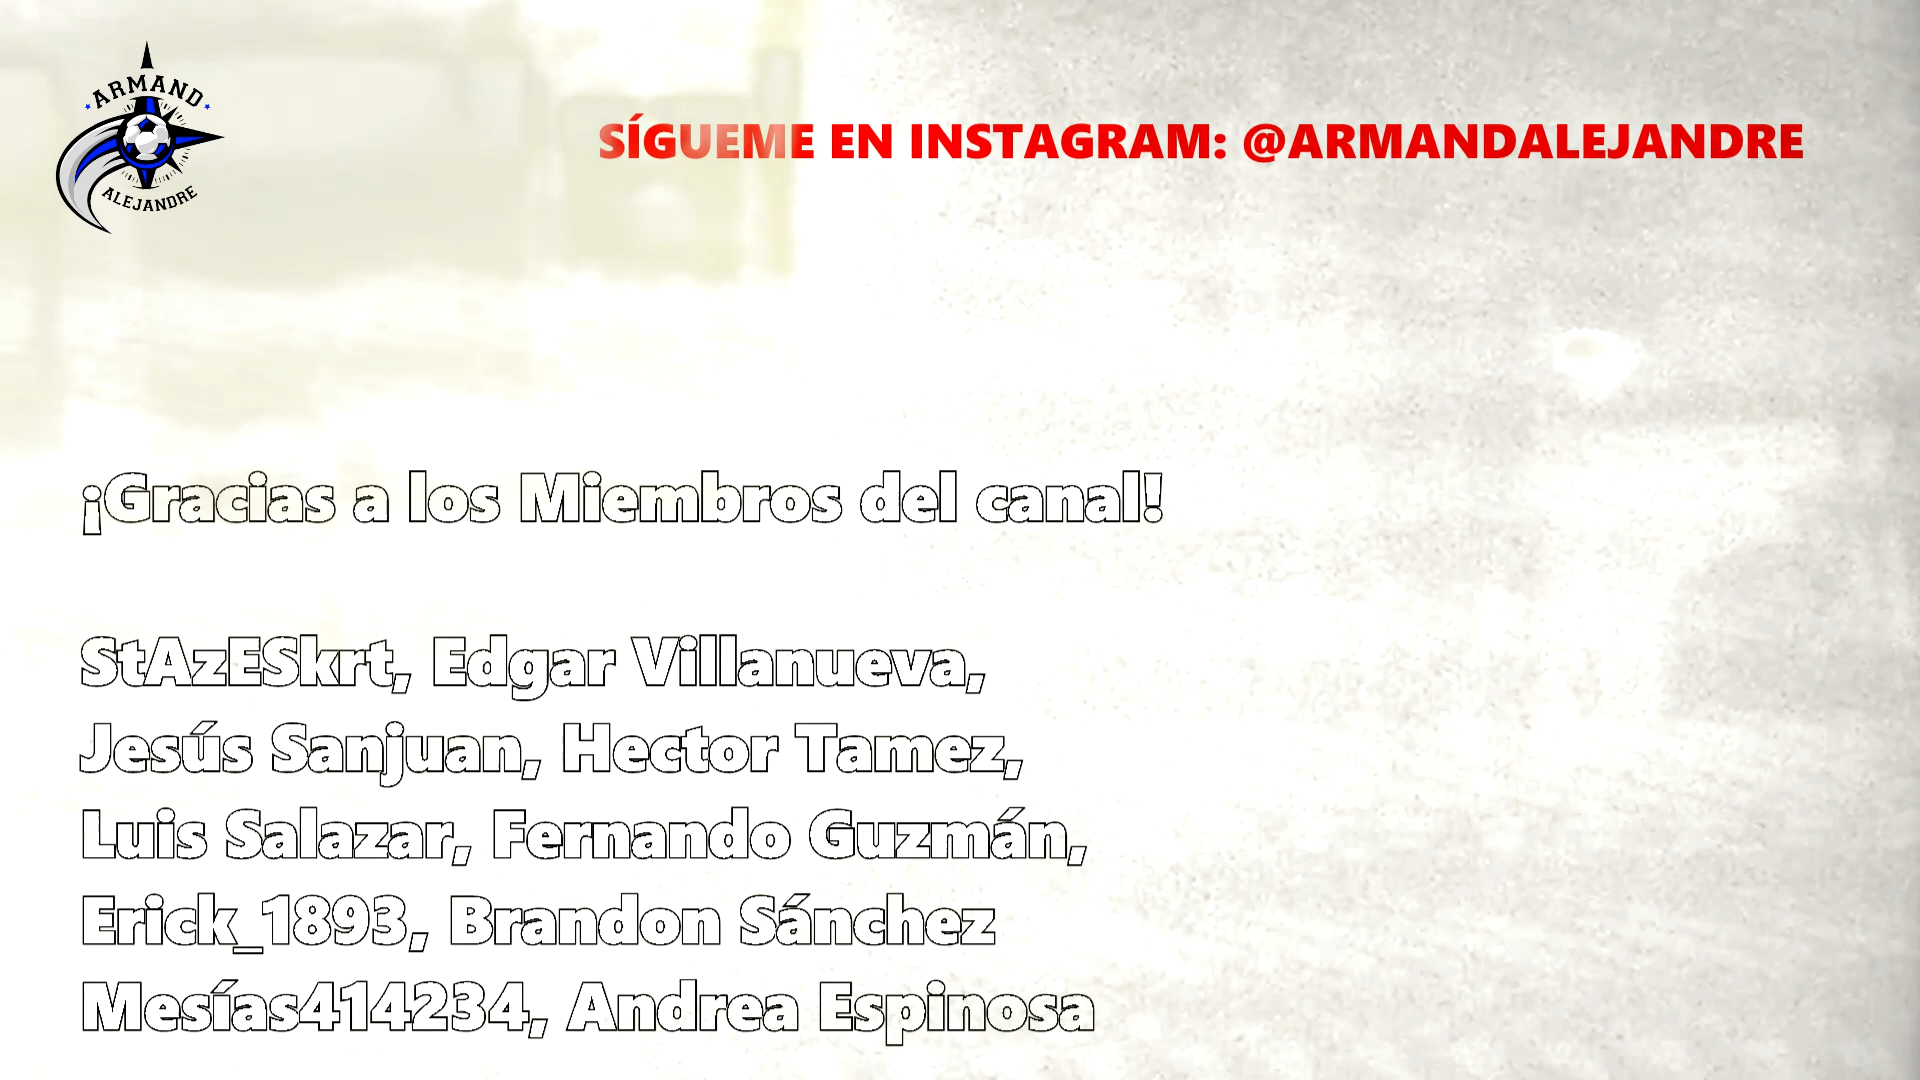 ARMAND
ALEJANDRE
SÍGUEME EN INSTAGRAM: @ARMANDALEJANDRE
¡Gracias a los Miembros del canal!
StAzESkrt, Edgar Villanueva,
Jesús Sanjuan, Hector Tamez,
Luis Salazar, Fernando Guzmán,
Erick_1893, Brandon Sánchez
Mesías414234, Andrea Espinosa